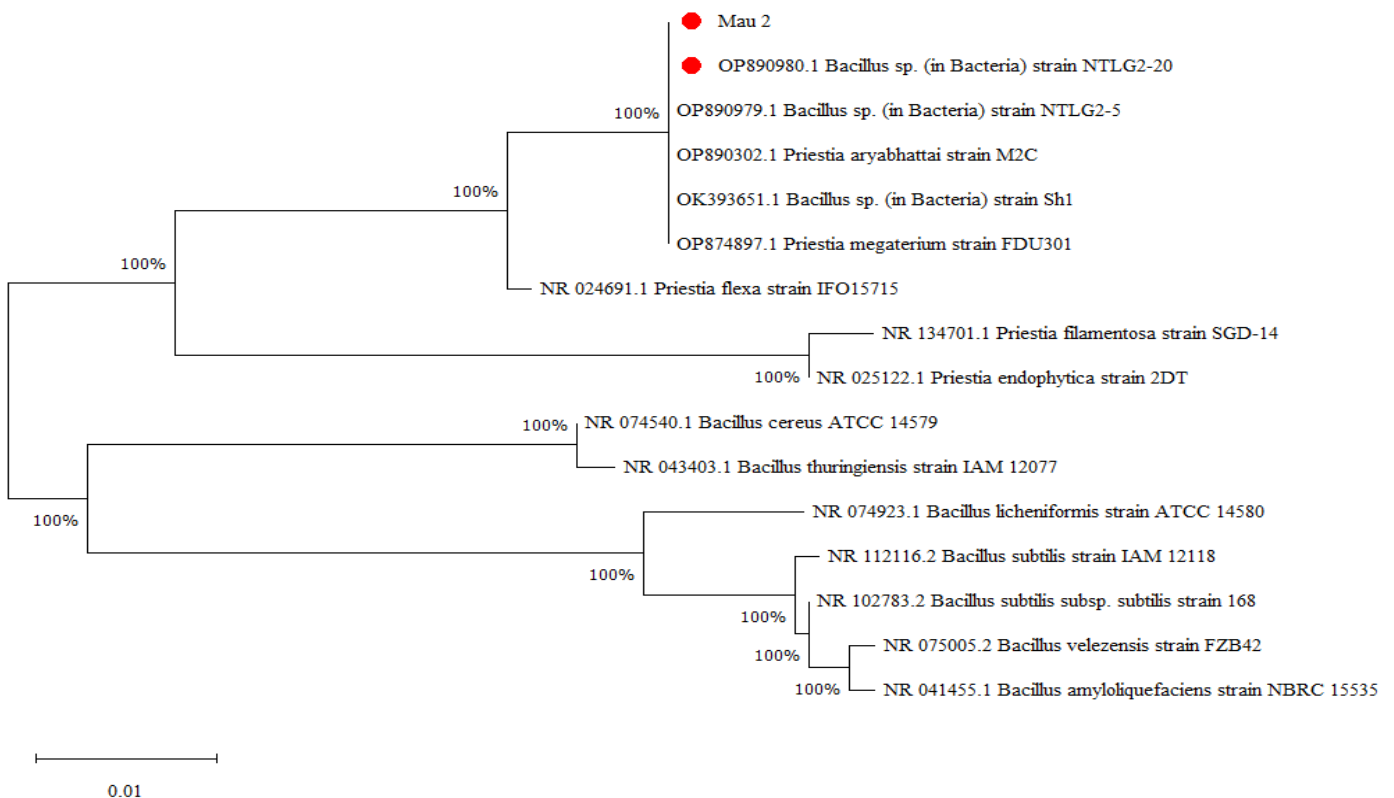 Mau 2
OP890980.1 Bacillus sp. (in Bacteria) strain NTLG2-20
100%
OP890979.1 Bacillus sp. (in Bacteria) strain NTLG2-5
OP890302.1 Priestia aryabhattai strain M2C
100%
OK393651.1 Bacillus sp. (in Bacteria) strain Sh1
OP874897.1 Priestia megaterium strain FDU301
100%
NR 024691.1 Priestia flexa strain IFO15715
NR 134701.1 Priestia filamentosa strain SGD-14
100%
NR 025122.1 Priestia endophytica strain 2DT
100%
NR 074540.1 Bacillus cereus ATCC 14579
NR 043403.1 Bacillus thuringiensis strain IAM 12077
100%
NR 074923.1 Bacillus licheniformis strain ATCC 14580
NR 112116.2 Bacillus subtilis strain IAM 12118
100%
NR 102783.2 Bacillus subtilis subsp. subtilis strain 168
100%
NR 075005.2 Bacillus velezensis strain FZB42
100%
100%
NR 041455.1 Bacillus amyloliquefaciens strain NBRC 15535
0.01